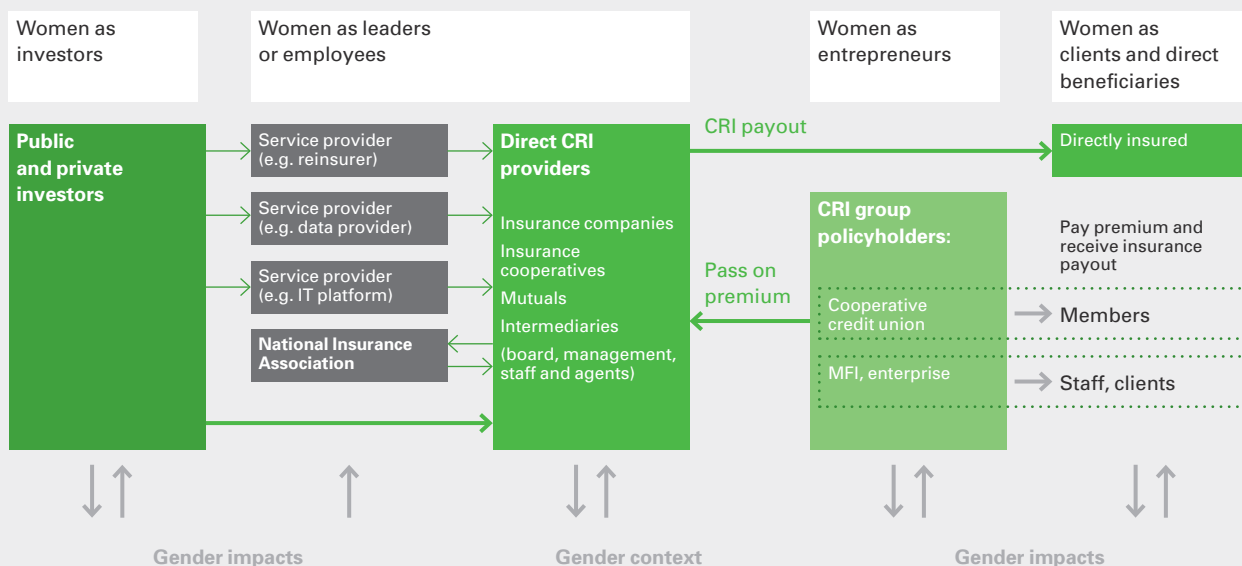 Women as
investors
Women as leaders
or employees
Women as
entrepreneurs
Women as
clients and direct
beneficiaries
Public
and private
investors
Service provider
(e.g. reinsurer)
Service provider
(e.g. data provider)
Service provider
(e.g. IT platform)
National Insurance
Association
Direct CRI
providers
Insurance companies
Insurance
cooperatives
Mutuals
Intermediaries
(board, management,
staff and agents)
CRI payout
Pass on
premium
CRI group
policyholders:
Cooperative
credit union
MFI, enterprise
Directly insured
Pay premium and
receive insurance
payout
Members
Staff, clients
Gender impacts
Gender context
Gender impacts